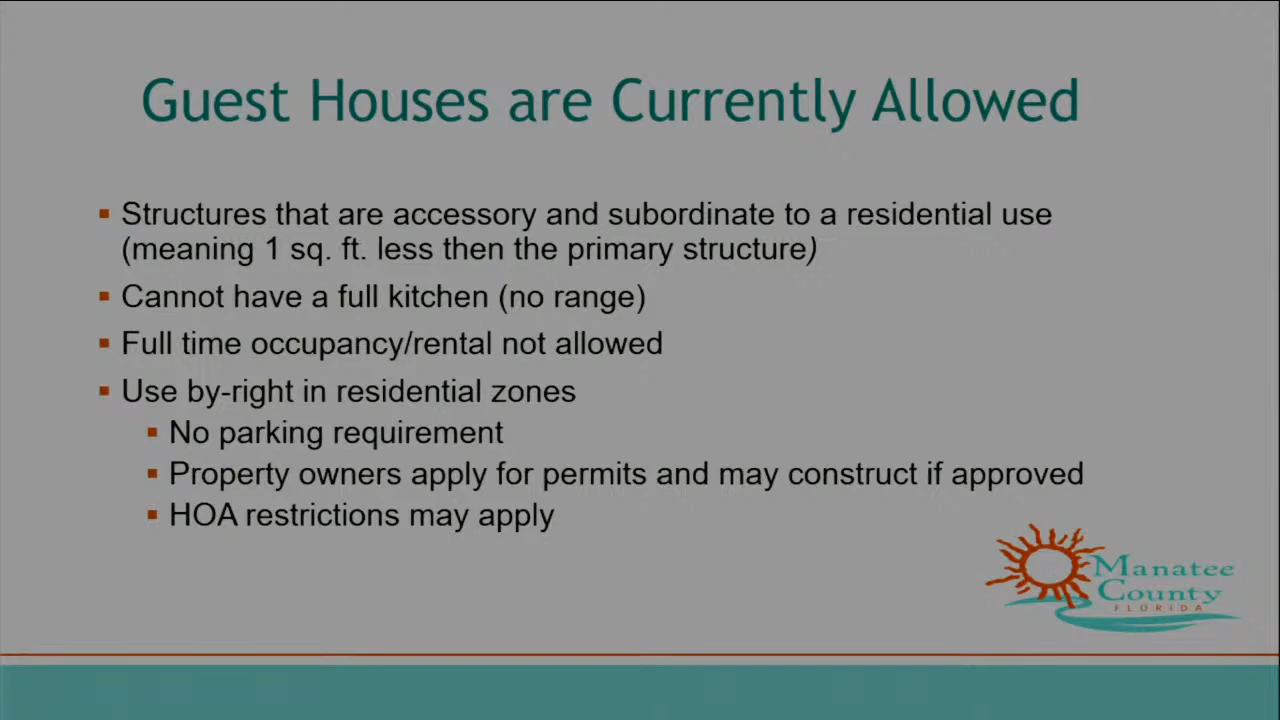 Guest Houses are Currently Allowed
▪ Structures that are accessory and subordinate to a residential use
(meaning 1 sq. ft. less then the primary structure)
▪ Cannot have a full kitchen (no range)
▪ Full time occupancy/rental not allowed
▪ Use by-right in residential zones
▪ No parking requirement
▪ Property owners apply for permits and may construct if approved
▪ HOA restrictions may apply
Manatee
County
FLORIDA